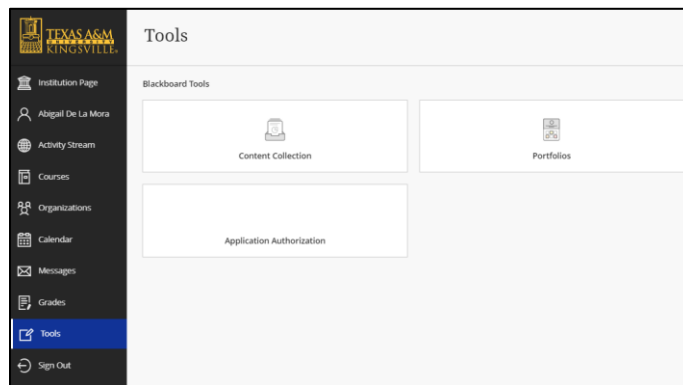 TEXAS A&M
UNIVERSITY
KINGSVILLE.
Institution Page
Abigail De La Mora
Activity Stream
Courses
Organizations
Calendar
Messages
Grades
Tools
Sign Out
Tools
Blackboard Tools
Content Collection
Portfolios
Application Authorization